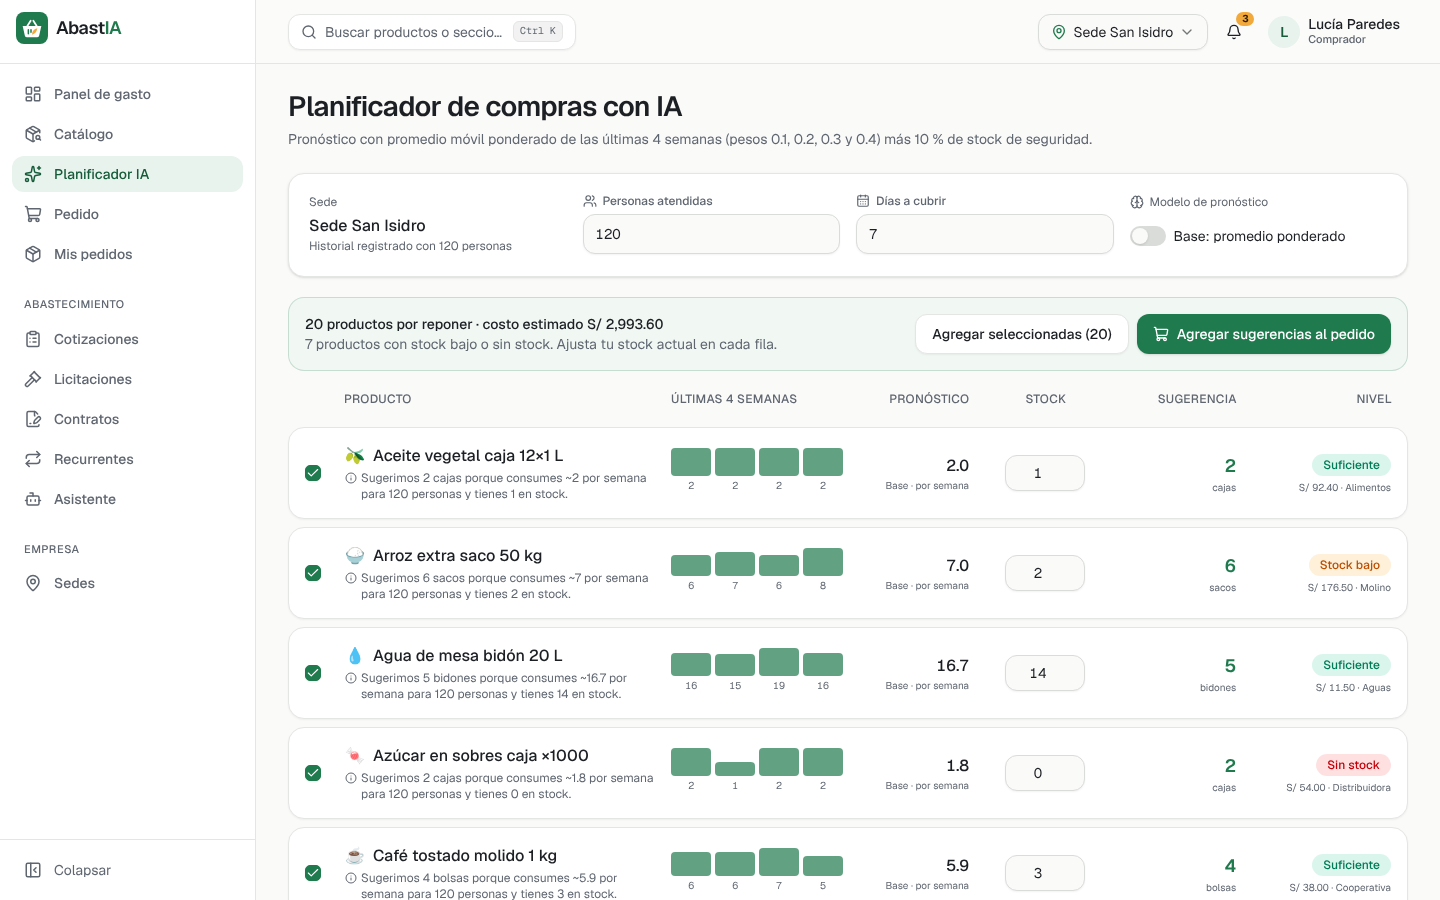 AbastIA
Buscar productos o seccio...
Ctrl K
Sede San Isidro
3
L
Lucía Paredes
Comprador
Panel de gasto
Catálogo
Planificador IA
Pedido
Mis pedidos
ABASTECIMIENTO
Cotizaciones
Licitaciones
Contratos
Recurrentes
Asistente
EMPRESA
Sedes
Colapsar
Planificador de compras con IA
Pronóstico con promedio móvil ponderado de las últimas 4 semanas (pesos 0.1, 0.2, 0.3 y 0.4) más 10 % de stock de seguridad.
Sede
Sede San Isidro
Historial registrado con 120 personas
Personas atendidas
120
Días a cubrir
7
Modelo de pronóstico
Base: promedio ponderado
20 productos por reponer · costo estimado S/ 2,993.60
7 productos con stock bajo o sin stock. Ajusta tu stock actual en cada fila.
Agregar seleccionadas (20)
Agregar sugerencias al pedido
PRODUCTO
ÚLTIMAS 4 SEMANAS
PRONÓSTICO
STOCK
SUGERENCIA
NIVEL
Aceite vegetal caja 12×1 L
Sugerimos 2 cajas porque consumes ~2 por semana
para 120 personas y tienes 1 en stock.
2 2 2 2
2.0
Base · por semana
1
2
cajas
Suficiente
S/ 92.40 · Alimentos
Arroz extra saco 50 kg
Sugerimos 6 sacos porque consumes ~7 por semana
para 120 personas y tienes 2 en stock.
6 7 6 8
7.0
Base · por semana
2
6
sacos
Stock bajo
S/ 176.50 · Molino
Agua de mesa bidón 20 L
Sugerimos 5 bidones porque consumes ~16.7 por
semana para 120 personas y tienes 14 en stock.
16 15 19 16
16.7
Base · por semana
14
5
bidones
Suficiente
S/ 11.50 · Aguas
Azúcar en sobres caja ×1000
Sugerimos 2 cajas porque consumes ~1.8 por semana
para 120 personas y tienes 0 en stock.
2 1 2 2
1.8
Base · por semana
0
2
cajas
Sin stock
S/ 54.00 · Distribuidora
Café tostado molido 1 kg
Sugerimos 4 bolsas porque consumes ~5.9 por
semana para 120 personas y tienes 3 en stock.
6 6 7 5
5.9
Base · por semana
3
4
bolsas
Suficiente
S/ 38.00 · Cooperativa